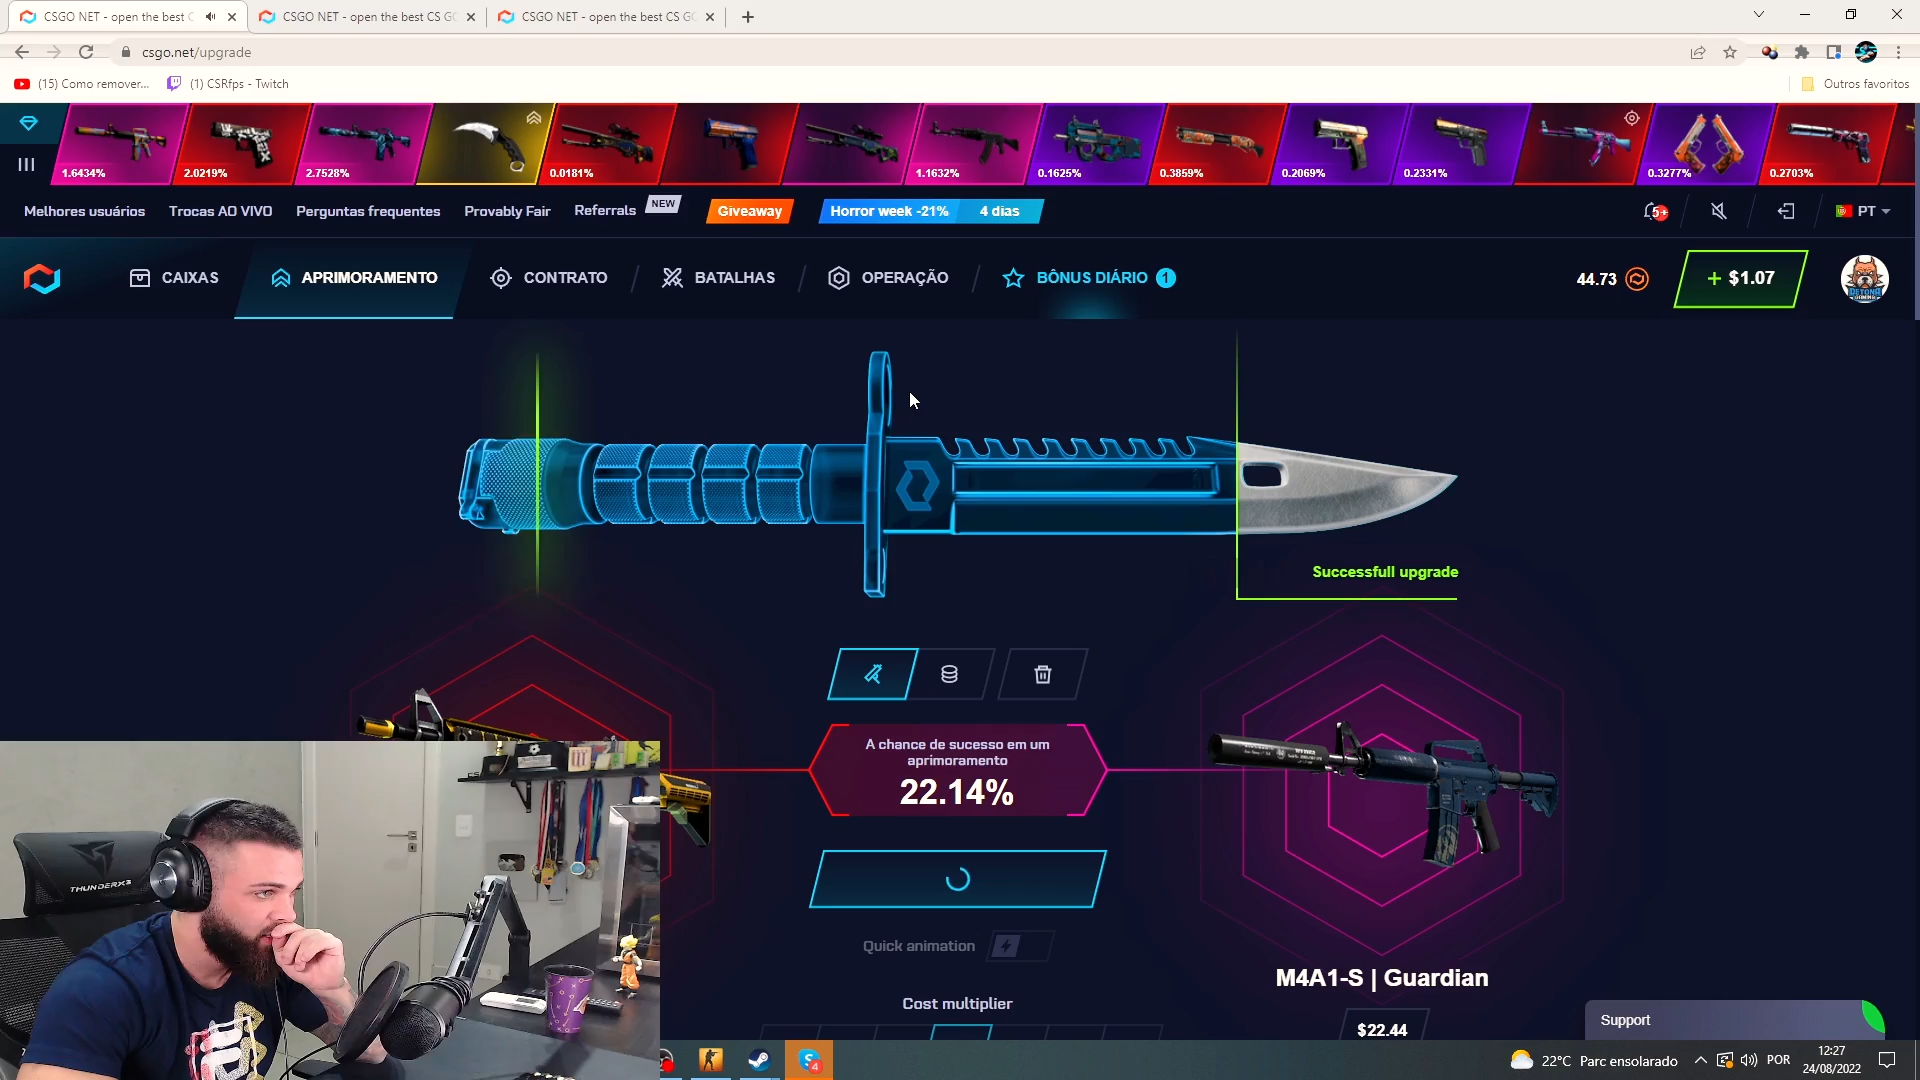 CSGO NET - open the best C
CSGO NET - open the best CS GO
CSGO NET - open the best CS GO
csgo.net/upgrade
(15) Como remover...
(1) CSRfps - Twitch
Outros favoritos
1.6434%
2.0219%
2.7528%
0.0181%
1.1632%
0.1625%
0.3859%
0.2069%
0.2331%
0.3277%
0.2703%
Melhores usuários
Trocas AO VIVO
Perguntas frequentes
Provably Fair
Referrals
NEW
Giveaway
Horror week -21%
4 dias
5+
PT
CAIXAS
APRIMORAMENTO
CONTRATO
BATALHAS
OPERAÇÃO
BÔNUS DIÁRIO
1
44.73
+ $1.07
Successfull upgrade
A chance de sucesso em um
aprimoramento
22.14%
Quick animation
Cost multiplier
M4A1-S | Guardian
$22.44
Support
THUNDERX3
4
22°C Parc ensolarado
POR
12:27
24/08/2022